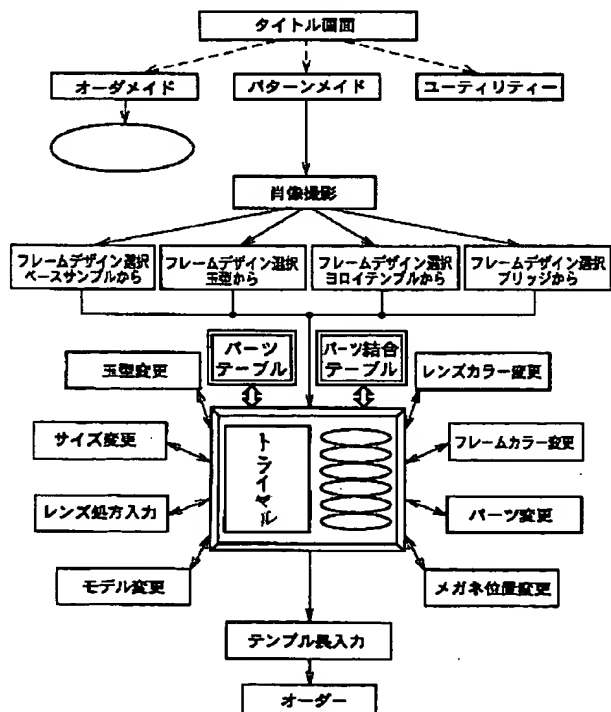 タイトル画面
オーダメイド
パターンメイド
ユーティリティー
肖像撮影
フレームデザイン選択
ベースサンプルから
フレームデザイン選択
玉型から
フレームデザイン選択
ヨロイテンプルから
フレームデザイン選択
ブリッジから
パーツ
テーブル
パーツ結合
テーブル
玉型変更
レンズカラー変更
サイズ変更
トライヤル
フレームカラー変更
レンズ処方入力
パーツ変更
モデル変更
メガネ位置変更
テンプル長入力
オーダー